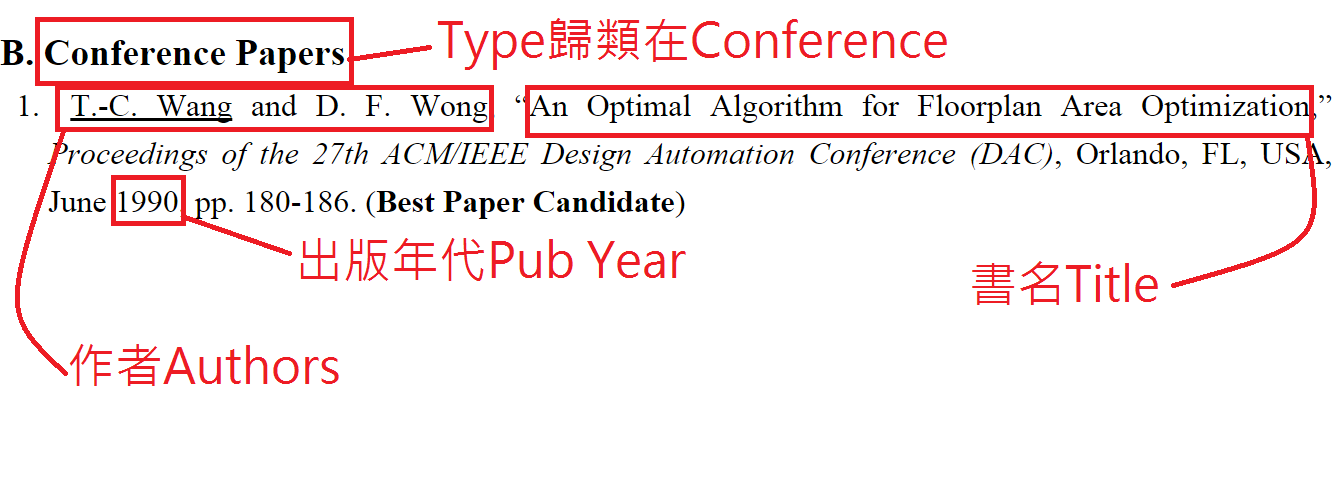 B. Conference Papers
Type歸類在Conference
1. T.-C. Wang and D. F. Wong, “An Optimal Algorithm for Floorplan Area Optimization,”
Proceedings of the 27th ACM/IEEE Design Automation Conference (DAC), Orlando, FL, USA,
June 1990, pp. 180-186. (Best Paper Candidate)
出版年代Pub Year
書名Title
作者Authors